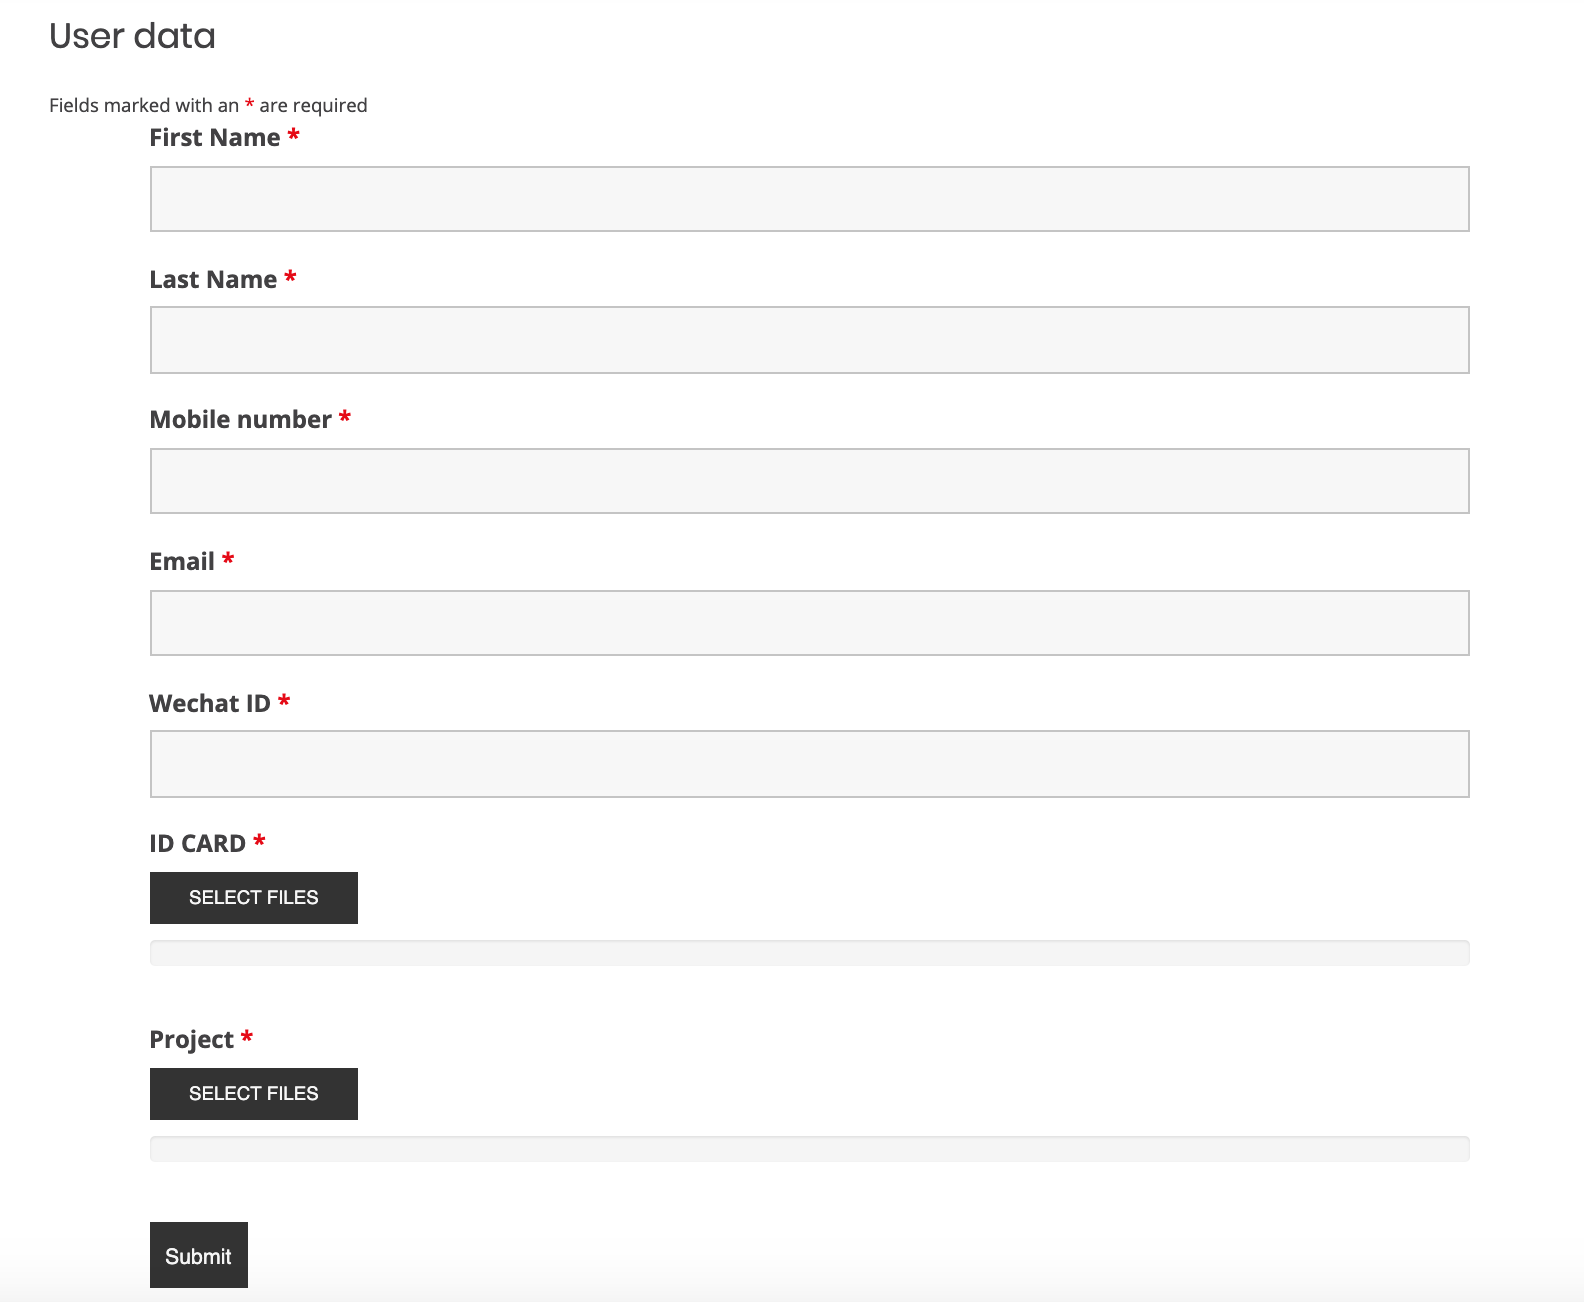 User data
Fields marked with an * are required
First Name *
Last Name *
Mobile number *
Email *
Wechat ID *
ID CARD *
SELECT FILES
Project *
SELECT FILES
Submit